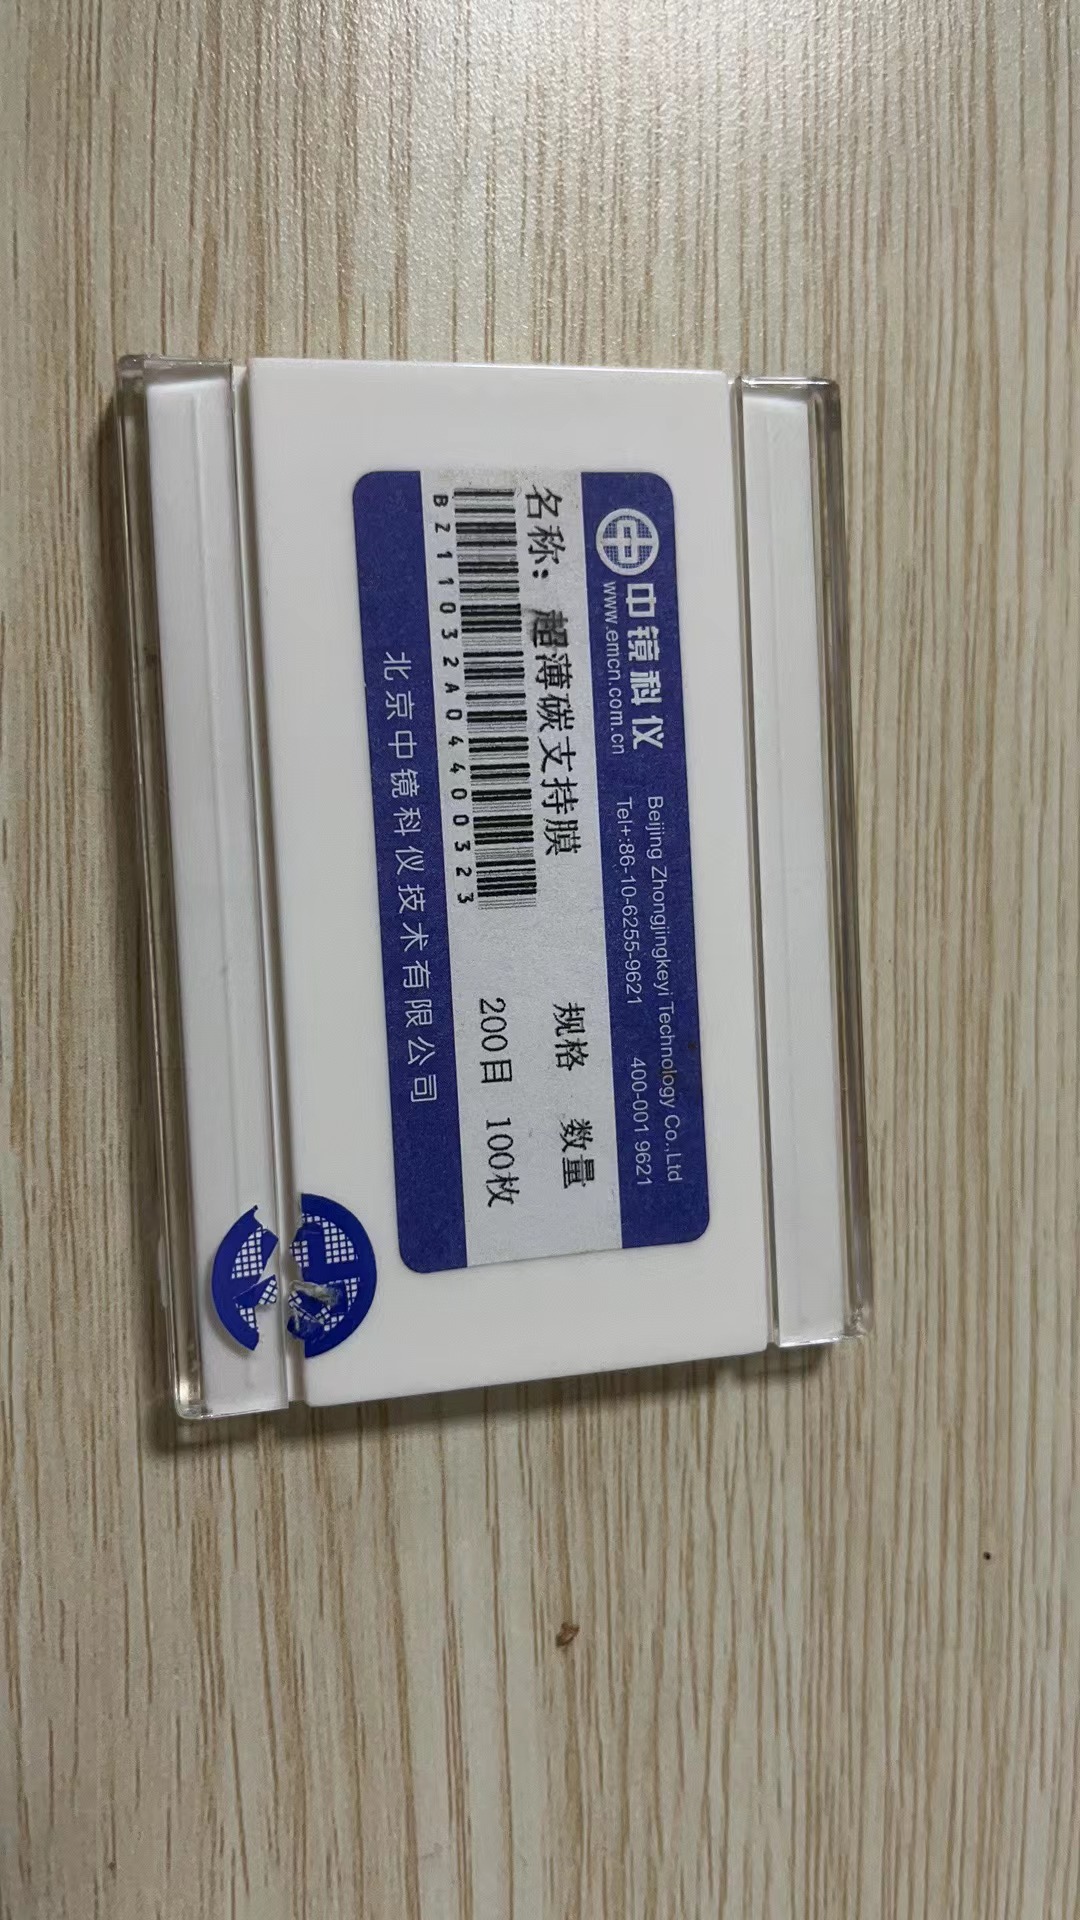 中镜科仪
www.emcn.com.cn
Beijing Zhongjingkeyi Technology Co.,Ltd
Tel+:86-10-6255-9621 400-001 9621
名称: 超薄碳支持膜 规格 数量
200目 100枚
BZ11032A04400323
北京中镜科仪技术有限公司